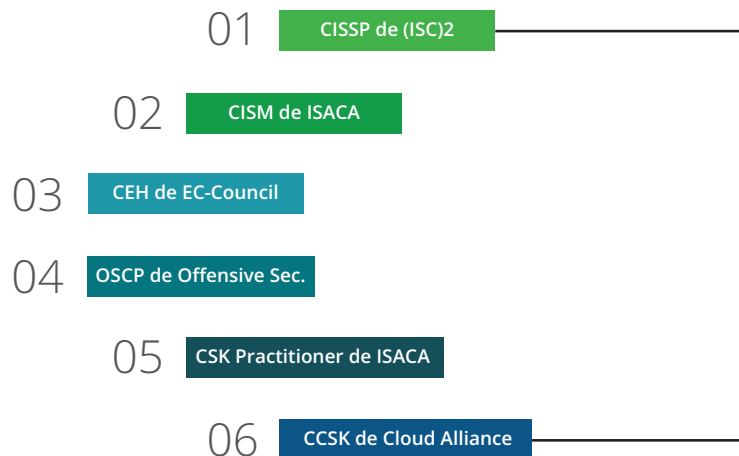 01 CISSP de (ISC)2
02 CISM de ISACA
03 CEH de EC-Council
04 OSCP de Offensive Sec.
05 CSK Practitioner de ISACA
06 CCSK de Cloud Alliance